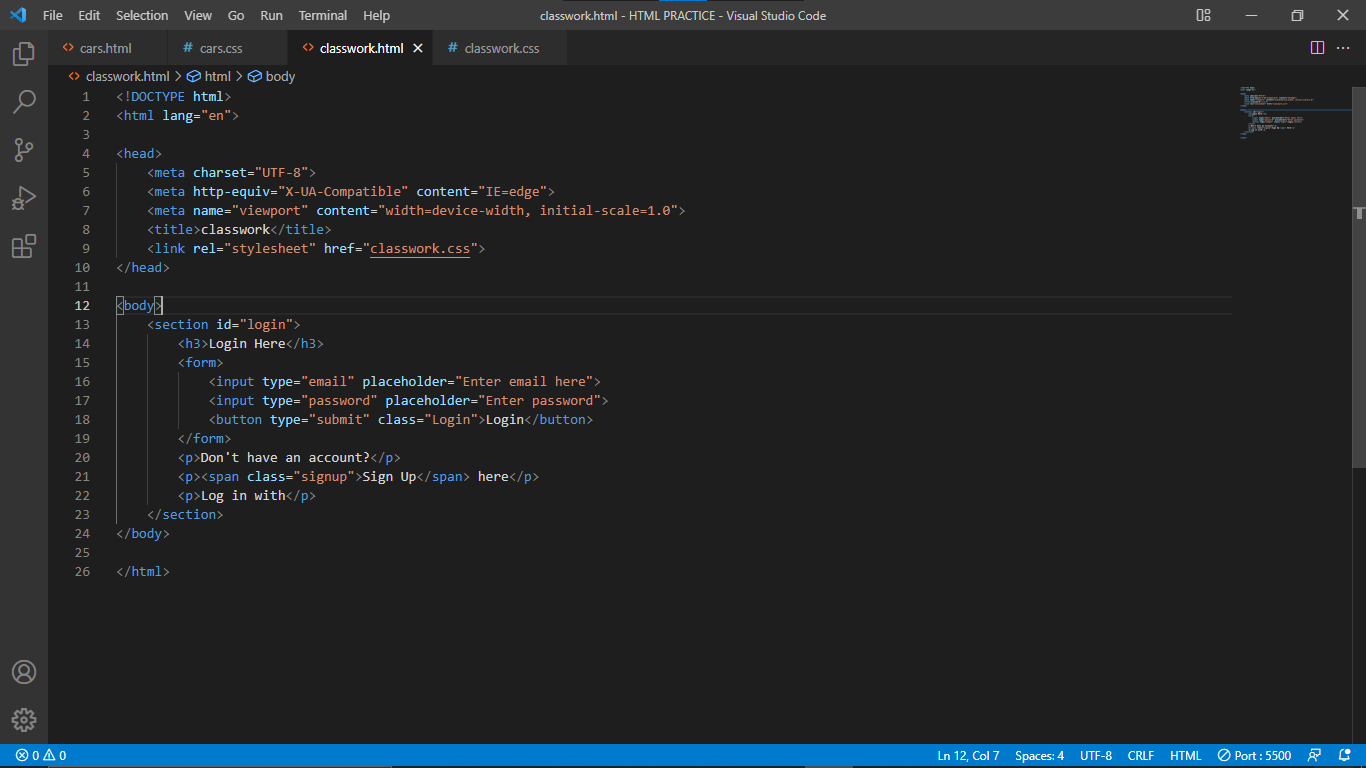 File Edit Selection View Go Run Terminal Help classwork.html - HTML PRACTICE - Visual Studio Code
cars.html # cars.css classwork.html # classwork.css
classwork.html > html > body
1 <!DOCTYPE html>
2 <html lang="en">
3
4 <head>
5 <meta charset="UTF-8">
6 <meta http-equiv="X-UA-Compatible" content="IE=edge">
7 <meta name="viewport" content="width=device-width, initial-scale=1.0">
8 <title>classwork</title>
9 <link rel="stylesheet" href="classwork.css">
10 </head>
11
12 <body>
13 <section id="login">
14 <h3>Login Here</h3>
15 <form>
16 <input type="email" placeholder="Enter email here">
17 <input type="password" placeholder="Enter password">
18 <button type="submit" class="Login">Login</button>
19 </form>
20 <p>Don't have an account?</p>
21 <p><span class="signup">Sign Up</span> here</p>
22 <p>Log in with</p>
23 </section>
24 </body>
25
26 </html>
0 0 Ln 12, Col 7 Spaces: 4 UTF-8 CRLF HTML Port : 5500